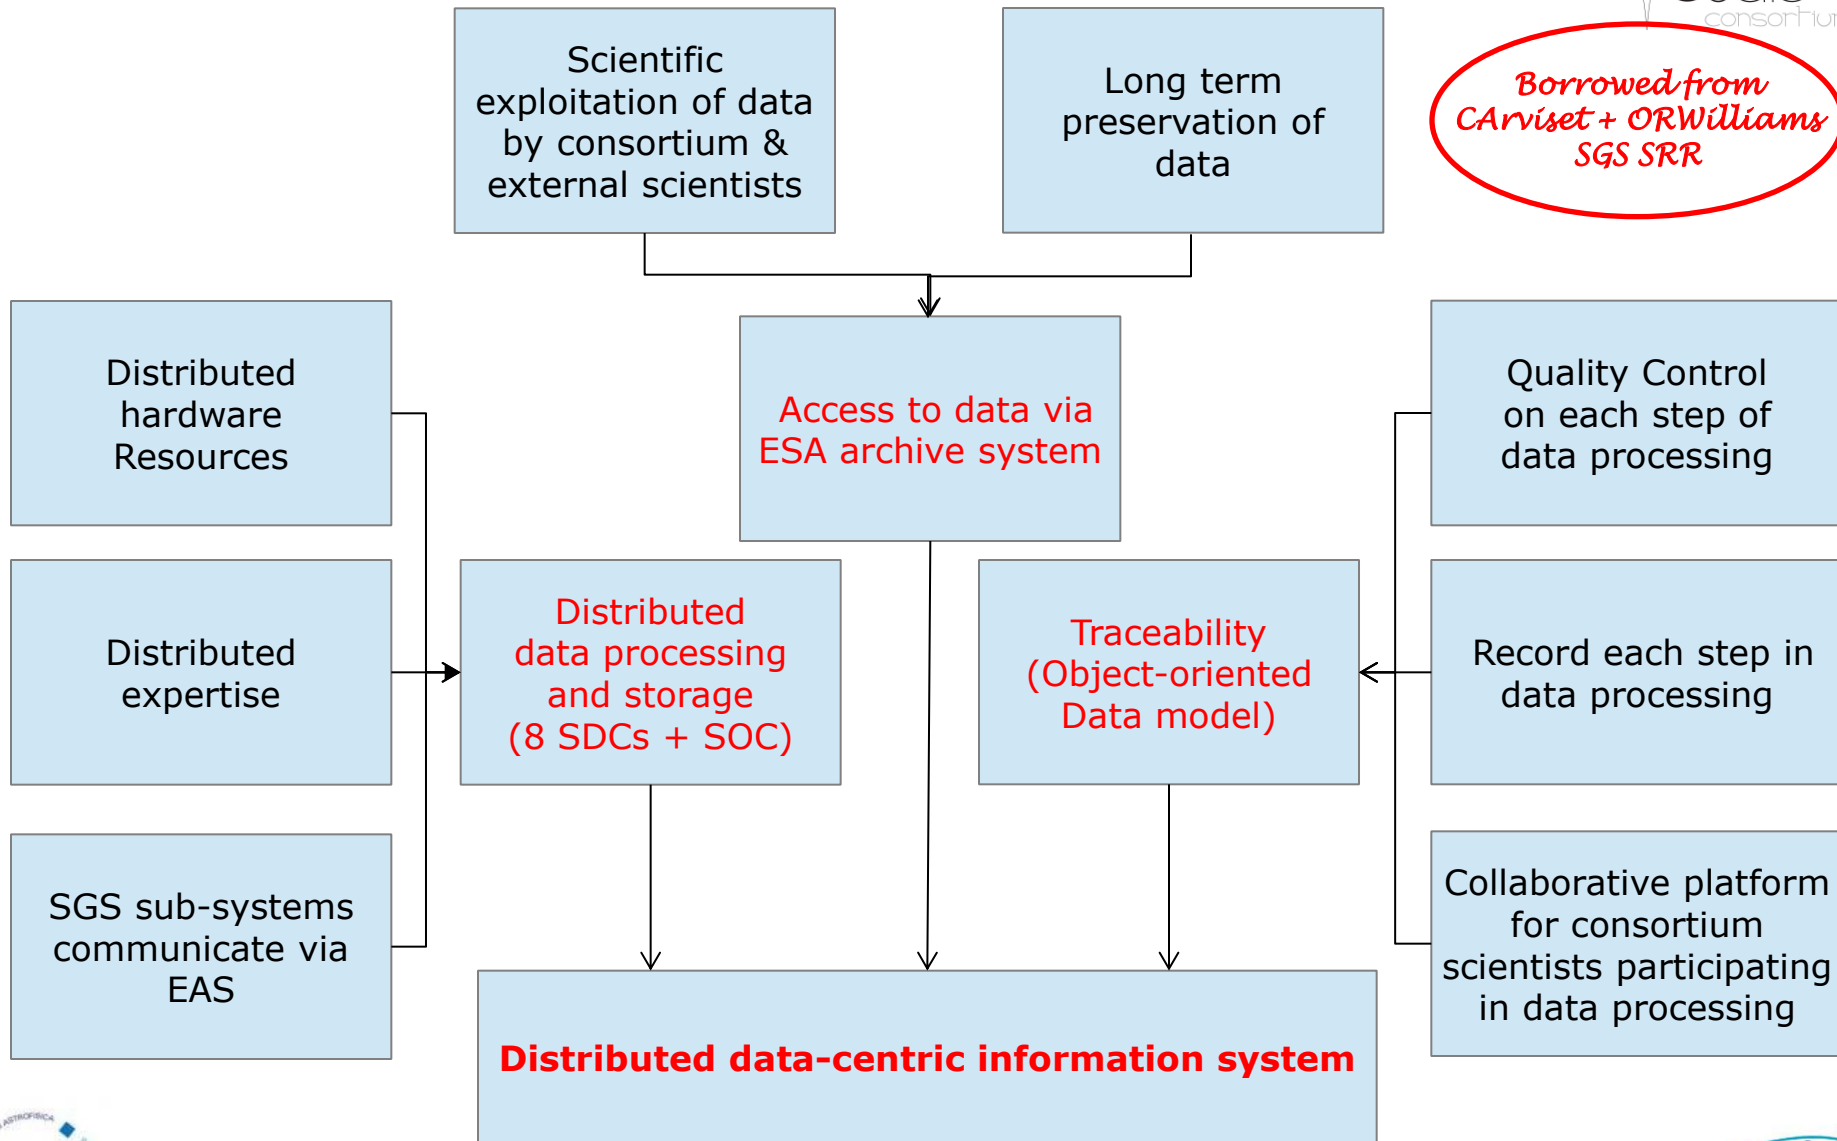 consortium
Borrowed from
CArviset + ORWilliams
SGS SRR
Scientific
exploitation of data
by consortium &
external scientists
Long term
preservation of
data
Distributed
hardware
Resources
Access to data via
ESA archive system
Quality Control
on each step of
data processing
Distributed
expertise
Distributed
data processing
and storage
(8 SDCs + SOC)
Traceability
(Object-oriented
Data model)
Record each step in
data processing
SGS sub-systems
communicate via
EAS
Collaborative platform
for consortium
scientists participating
in data processing
Distributed data-centric information system
ASTROFISICA